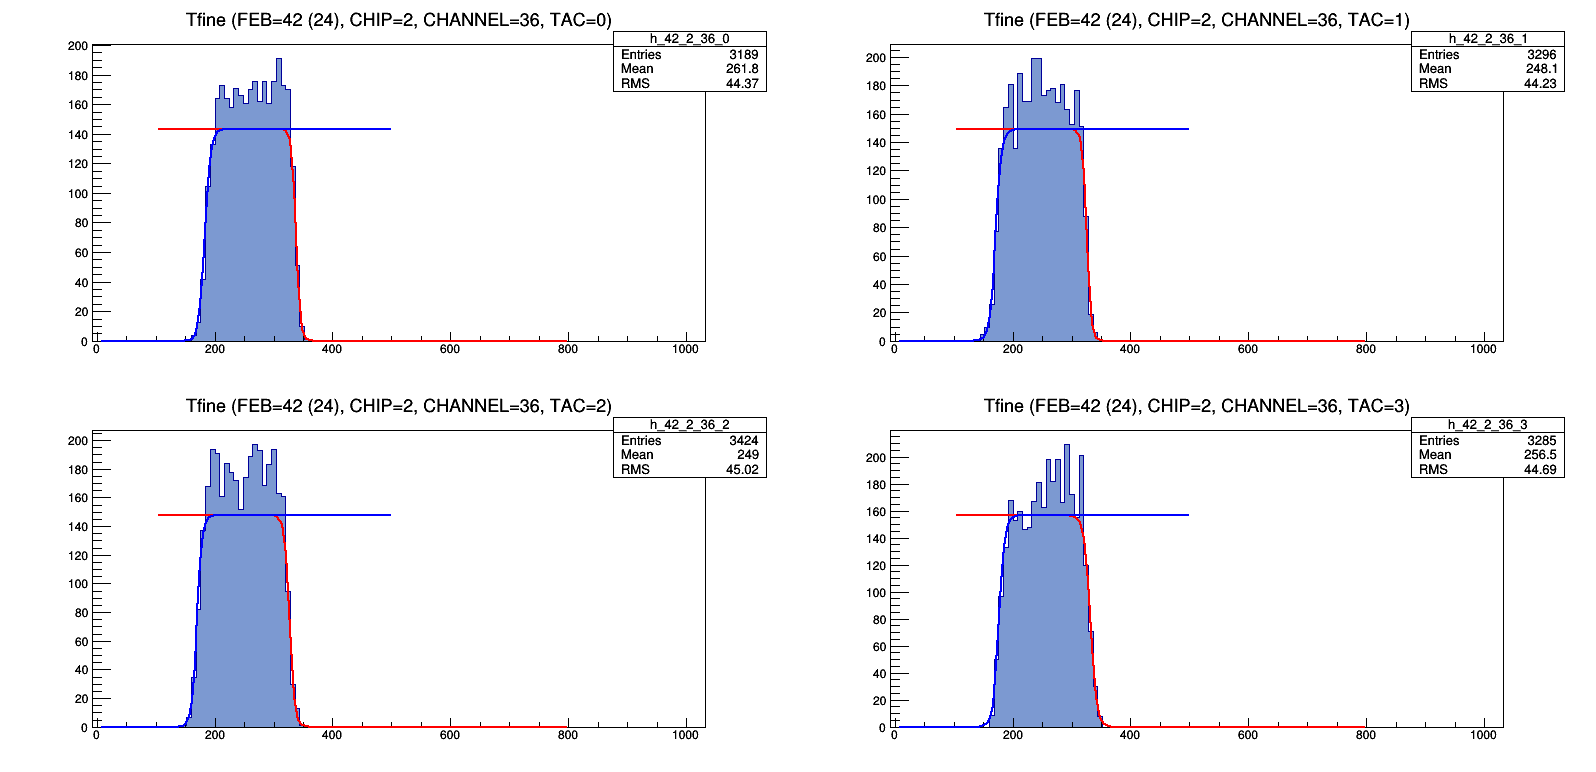 Tfine (FEB=42 (24), CHIP=2, CHANNEL=36, TAC=0)
h_42_2_36_0
Entries 3189
Mean 261.8
RMS 44.37
200
180
160
140
120
100
80
60
40
20
0
0 200 400 600 800 1000
Tfine (FEB=42 (24), CHIP=2, CHANNEL=36, TAC=1)
h_42_2_36_1
Entries 3296
Mean 248.1
RMS 44.23
200
180
160
140
120
100
80
60
40
20
0
0 200 400 600 800 1000
Tfine (FEB=42 (24), CHIP=2, CHANNEL=36, TAC=2)
h_42_2_36_2
Entries 3424
Mean 249
RMS 45.02
200
180
160
140
120
100
80
60
40
20
0
0 200 400 600 800 1000
Tfine (FEB=42 (24), CHIP=2, CHANNEL=36, TAC=3)
h_42_2_36_3
Entries 3285
Mean 256.5
RMS 44.69
200
180
160
140
120
100
80
60
40
20
0
0 200 400 600 800 1000